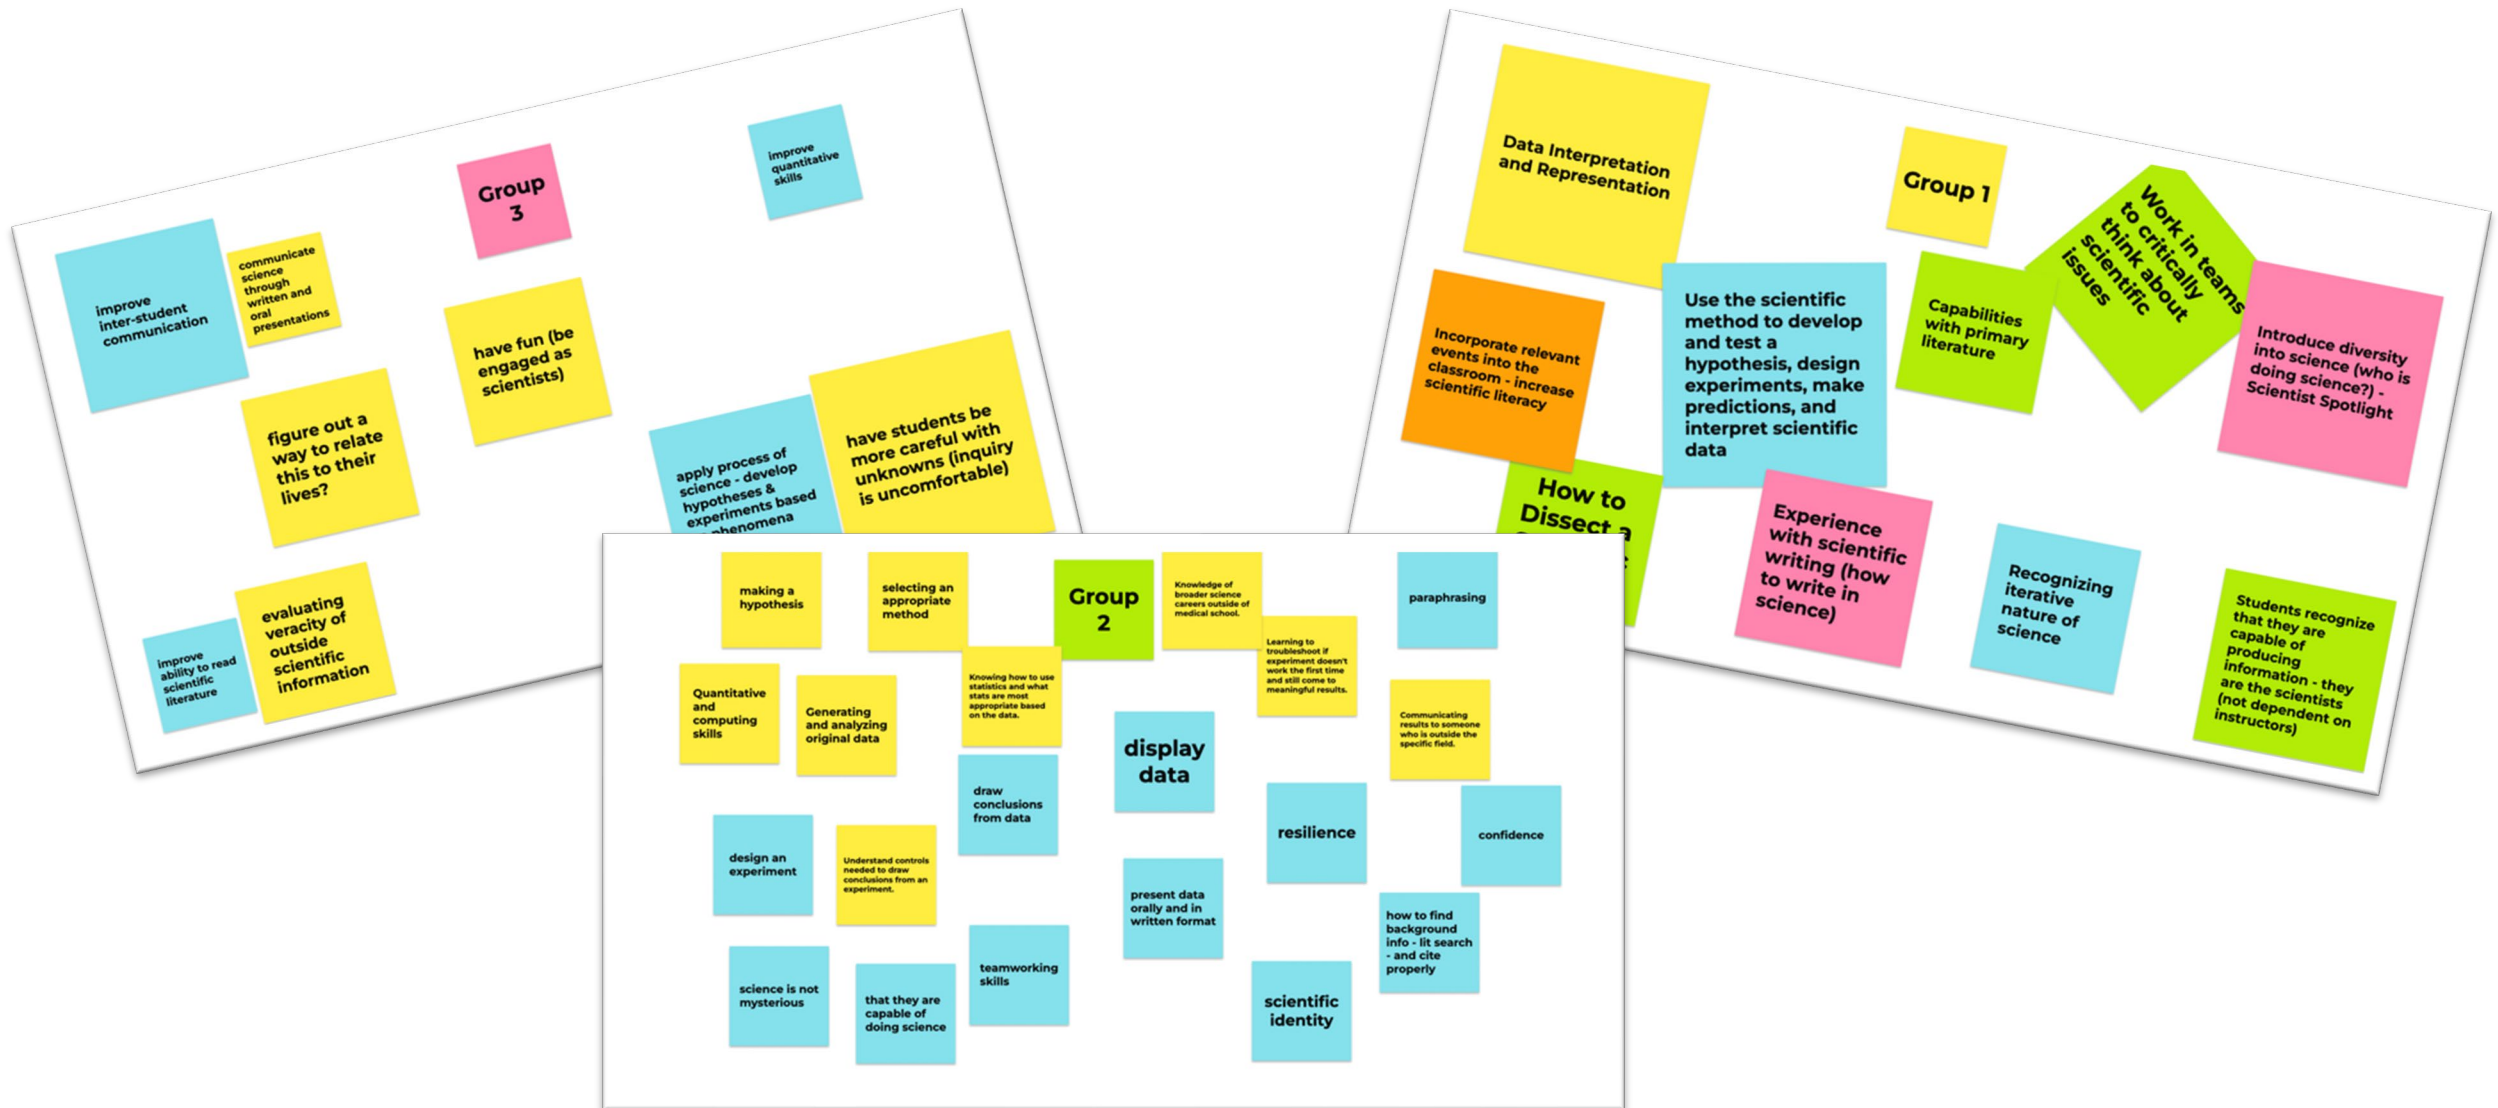 Group
3
improve
quantitative
skills
improve
inter-student
communication
communicate
science
through
written and
oral
presentations
have fun (be
engaged as
scientists)
figure out a
way to relate
this to their
lives?
have students be
more careful with
unknowns (inquiry
is uncomfortable)
apply process of
science - develop
hypotheses &
experiments based
phenomena
evaluating
veracity of
outside
scientific
information
improve
ability to read
scientific
literature
Data Interpretation
and Representation
Group 1
Work in teams
to critically
think about
scientific
issues
Incorporate relevant
events into the
classroom - increase
scientific literacy
Use the scientific
method to develop
and test a
hypothesis, design
experiments, make
predictions, and
interpret scientific
data
Capabilities
with primary
literature
Introduce diversity
into science (who is
doing science?) -
Scientist Spotlight
How to
Dissect a
Experience
with scientific
writing (how
to write in
science)
Recognizing
iterative
nature of
science
Students recognize
that they are
capable of
producing
information - they
are the scientists
(not dependent on
instructors)
making a
hypothesis
selecting an
appropriate
method
Group
2
Knowledge of
broader science
careers outside of
medical school.
paraphrasing
Learning to
troubleshoot if
experiment doesn't
work the first time
and still come to
meaningful results.
Quantitative
and
computing
skills
Generating
and analyzing
original data
Knowing how to use
statistics and what
stats are most
appropriate based
on the data.
display
data
Communicating
results to someone
who is outside the
specific field.
draw
conclusions
from data
resilience
confidence
design an
experiment
Understand controls
needed to draw
conclusions from an
experiment.
present data
orally and in
written format
how to find
background
info - lit search
- and cite
properly
science is not
mysterious
that they are
capable of
doing science
teamworking
skills
scientific
identity